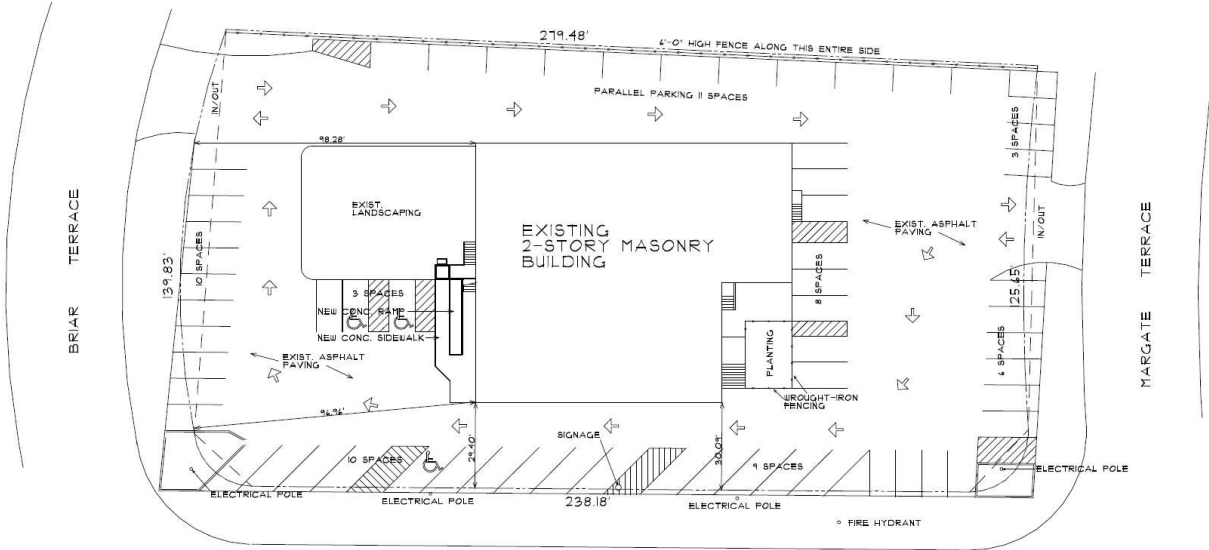 279.48'
6'-0" HIGH FENCE ALONG THIS ENTIRE SIDE
IN/OUT
PARALLEL PARKING 11 SPACES
3 SPACES
98.28'
BRIAR TERRACE
139.83'
10 SPACES
EXIST.
LANDSCAPING
EXISTING
2-STORY MASONRY
BUILDING
EXIST. ASPHALT
PAVING
IN/OUT
125.65'
MARGATE TERRACE
3 SPACES
NEW CONC. RAMP
NEW CONC. SIDEWALK
8 SPACES
6 SPACES
EXIST. ASPHALT
PAVING
PLANTING
WROUGHT-IRON
FENCING
96.96'
29.40'
SIGNAGE
30.09'
10 SPACES
9 SPACES
ELECTRICAL POLE
ELECTRICAL POLE
ELECTRICAL POLE
238.18'
ELECTRICAL POLE
FIRE HYDRANT